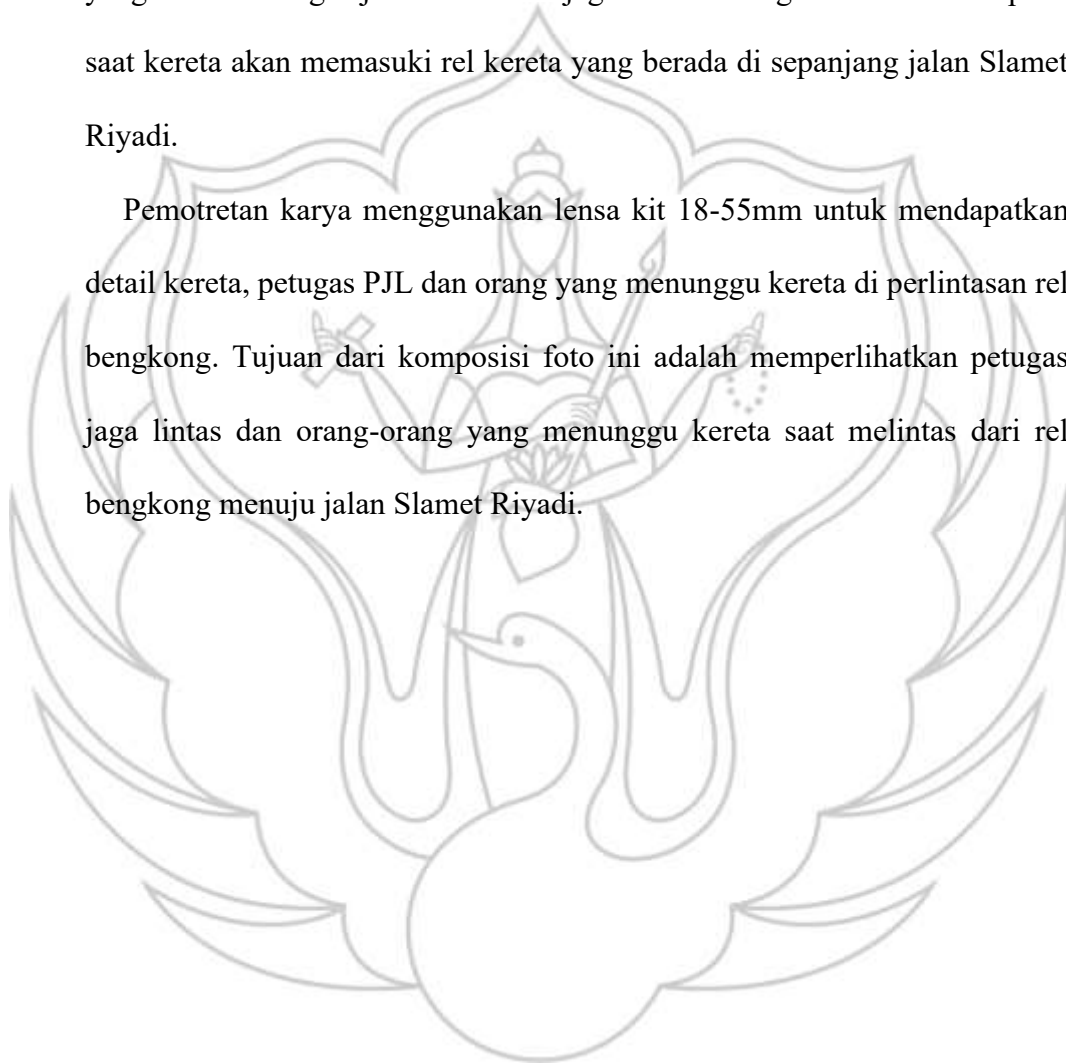 saat kereta akan memasuki rel kereta yang berada di sepanjang jalan Slamet
Riyadi.
Pemotretan karya menggunakan lensa kit 18-55mm untuk mendapatkan
detail kereta, petugas PJL dan orang yang menunggu kereta di perlintasan rel
bengkong. Tujuan dari komposisi foto ini adalah memperlihatkan petugas
jaga lintas dan orang-orang yang menunggu kereta saat melintas dari rel
bengkong menuju jalan Slamet Riyadi.